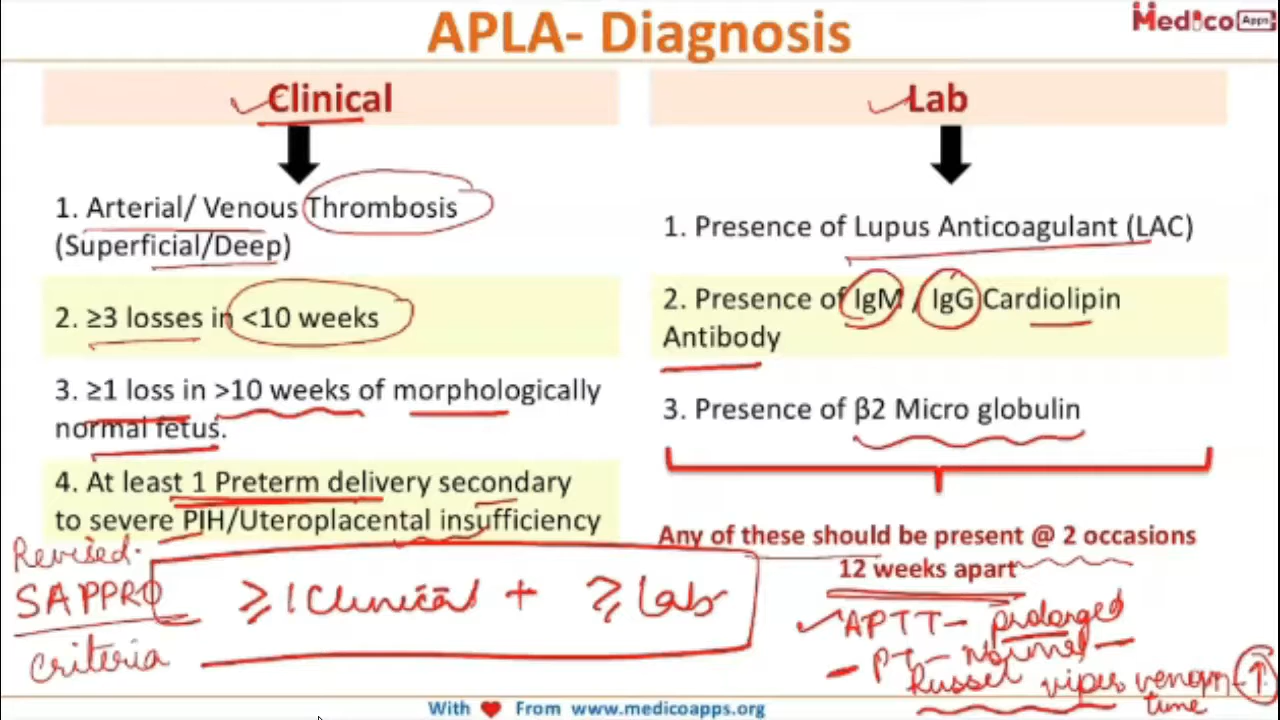 APLA- Diagnosis
Medico Apps
Clinical
1. Arterial/ Venous Thrombosis
(Superficial/Deep)
2. ≥3 losses in <10 weeks
3. ≥1 loss in >10 weeks of morphologically
normal fetus.
4. At least 1 Preterm delivery secondary
to severe PIH/Uteroplacental insufficiency
Lab
1. Presence of Lupus Anticoagulant (LAC)
2. Presence of IgM / IgG Cardiolipin
Antibody
3. Presence of β2 Micro globulin
Any of these should be present @ 2 occasions
12 weeks apart
Revised
SAPPRO
criteria
≥ 1 Clinical + ≥ Lab
APTT - prolonged
PT - Normal
Russel viper venom - ↑
time
With ❤ From www.medicoapps.org